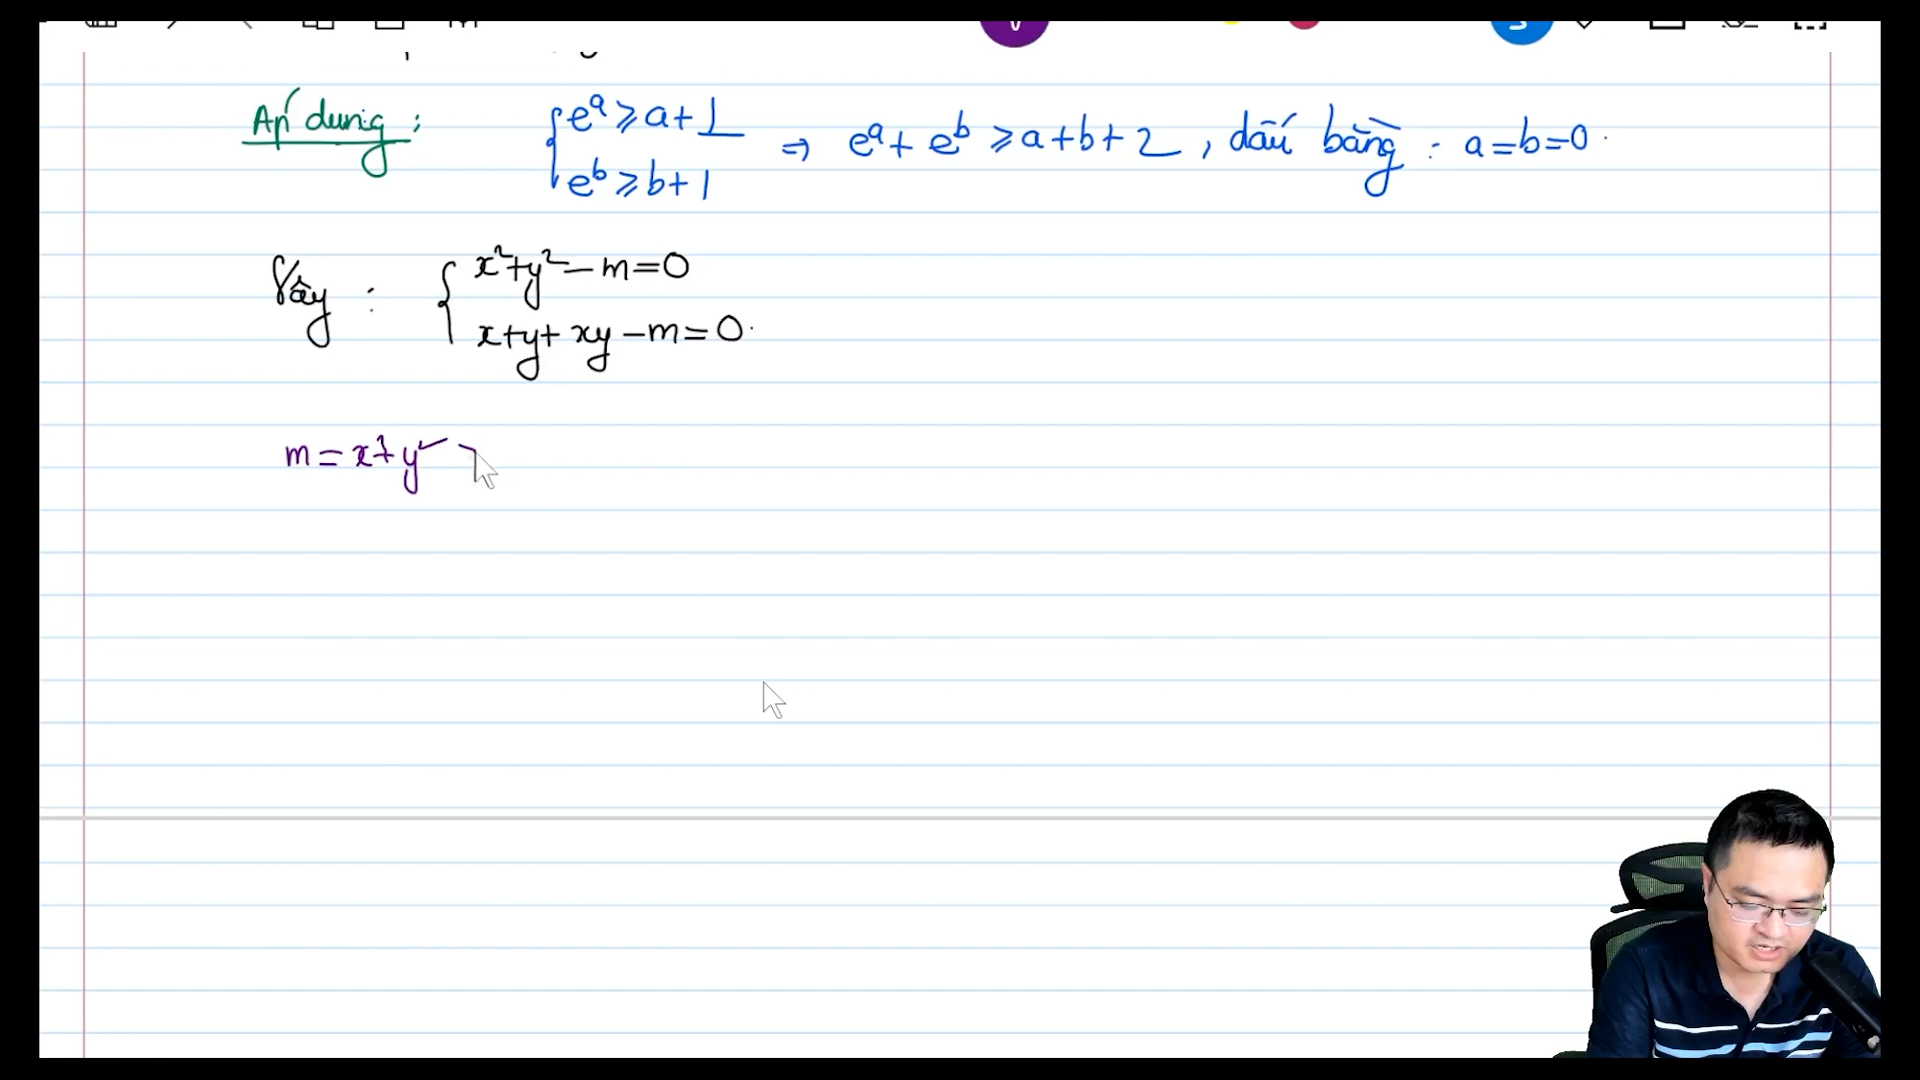 Áp dụng : { e^a ⩾ a+1 ⇒ e^a + e^b ⩾ a+b+2 , dấu bằng : a=b=0.
e^b ⩾ b+1
Vậy : { x²+y²−m=0
x+y+xy−m=0.
m = x²+y²